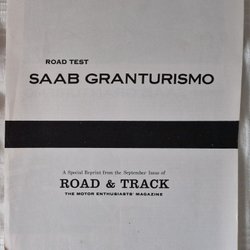 ROAD TEST
SAAB GRANTURISMO
A Special Reprint from the September Issue of
ROAD & TRACK
THE MOTOR ENTHUSIASTS' MAGAZINE